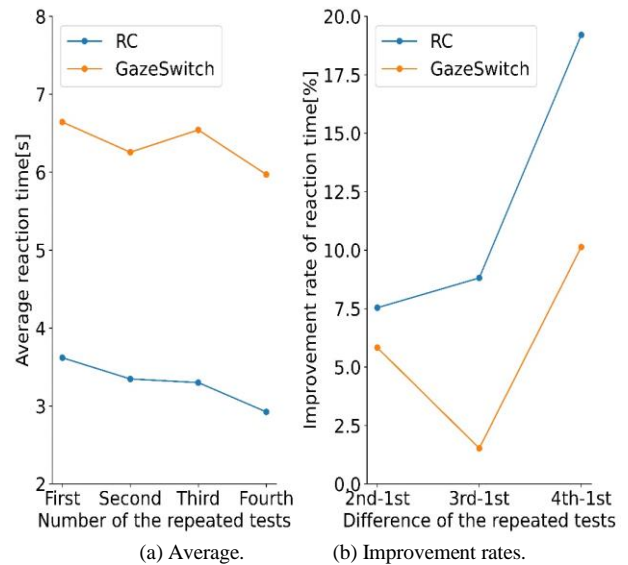 8
7
6
5
4
3
2
Average reaction time[s]
RC
GazeSwitch
First Second Third Fourth
Number of the repeated tests
(a) Average.
20.0
17.5
15.0
12.5
10.0
7.5
5.0
2.5
0.0
Improvement rate of reaction time[%]
RC
GazeSwitch
2nd-1st 3rd-1st 4th-1st
Difference of the repeated tests
(b) Improvement rates.